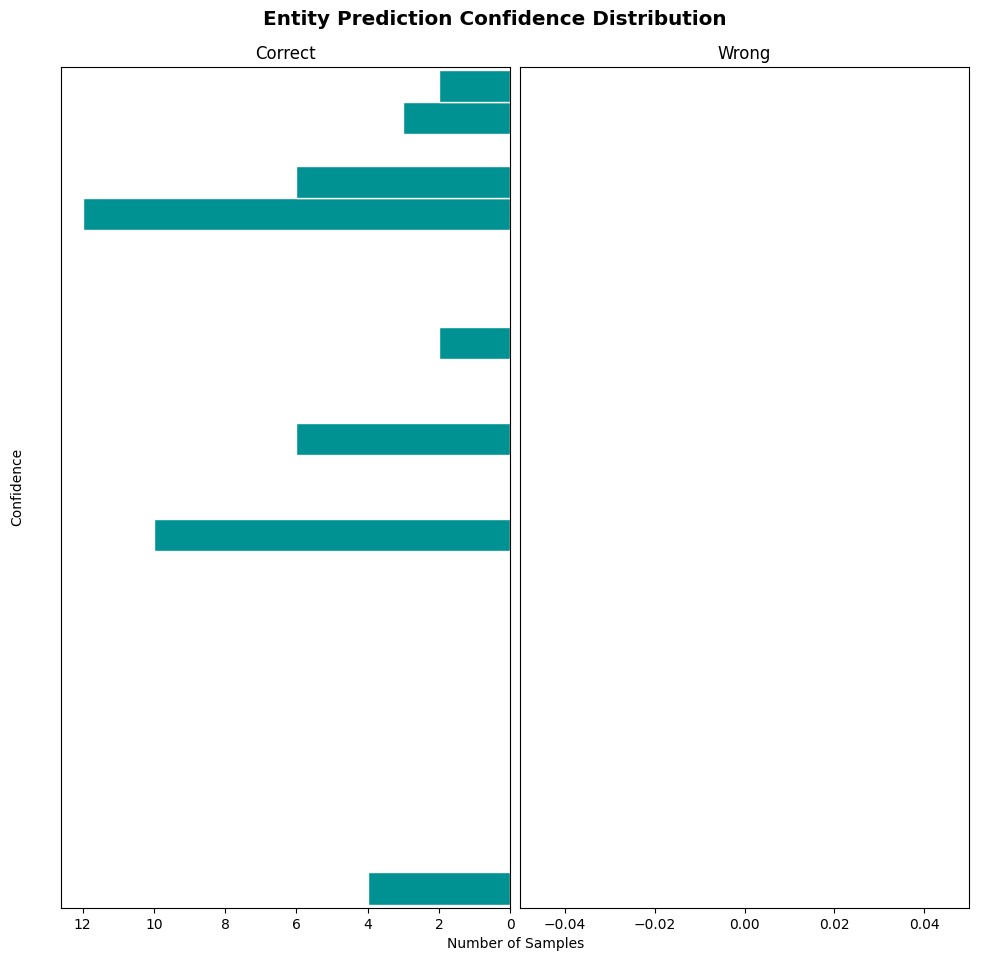 Entity Prediction Confidence Distribution
Correct
Wrong
Confidence
12 10 8 6 4 2 0
−0.04 −0.02 0.00 0.02 0.04
Number of Samples